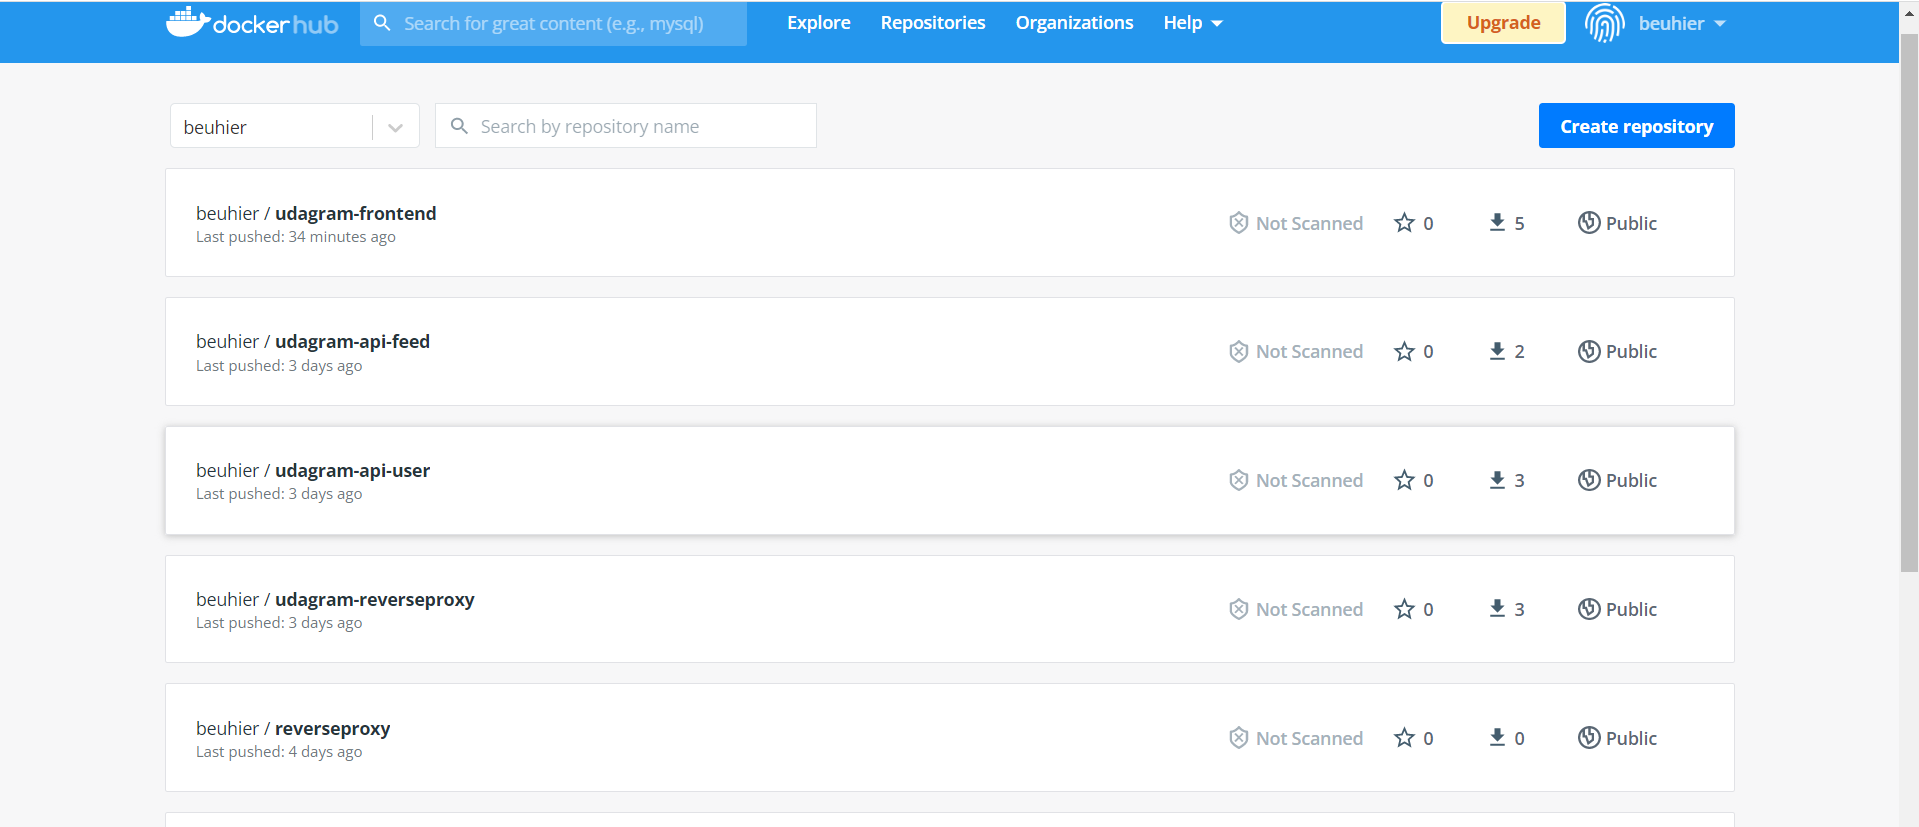 docker hub Search for great content (e.g., mysql) Explore Repositories Organizations Help Upgrade beuhier
beuhier Search by repository name Create repository
beuhier / udagram-frontend
Last pushed: 34 minutes ago
Not Scanned 0 5 Public
beuhier / udagram-api-feed
Last pushed: 3 days ago
Not Scanned 0 2 Public
beuhier / udagram-api-user
Last pushed: 3 days ago
Not Scanned 0 3 Public
beuhier / udagram-reverseproxy
Last pushed: 3 days ago
Not Scanned 0 3 Public
beuhier / reverseproxy
Last pushed: 4 days ago
Not Scanned 0 0 Public